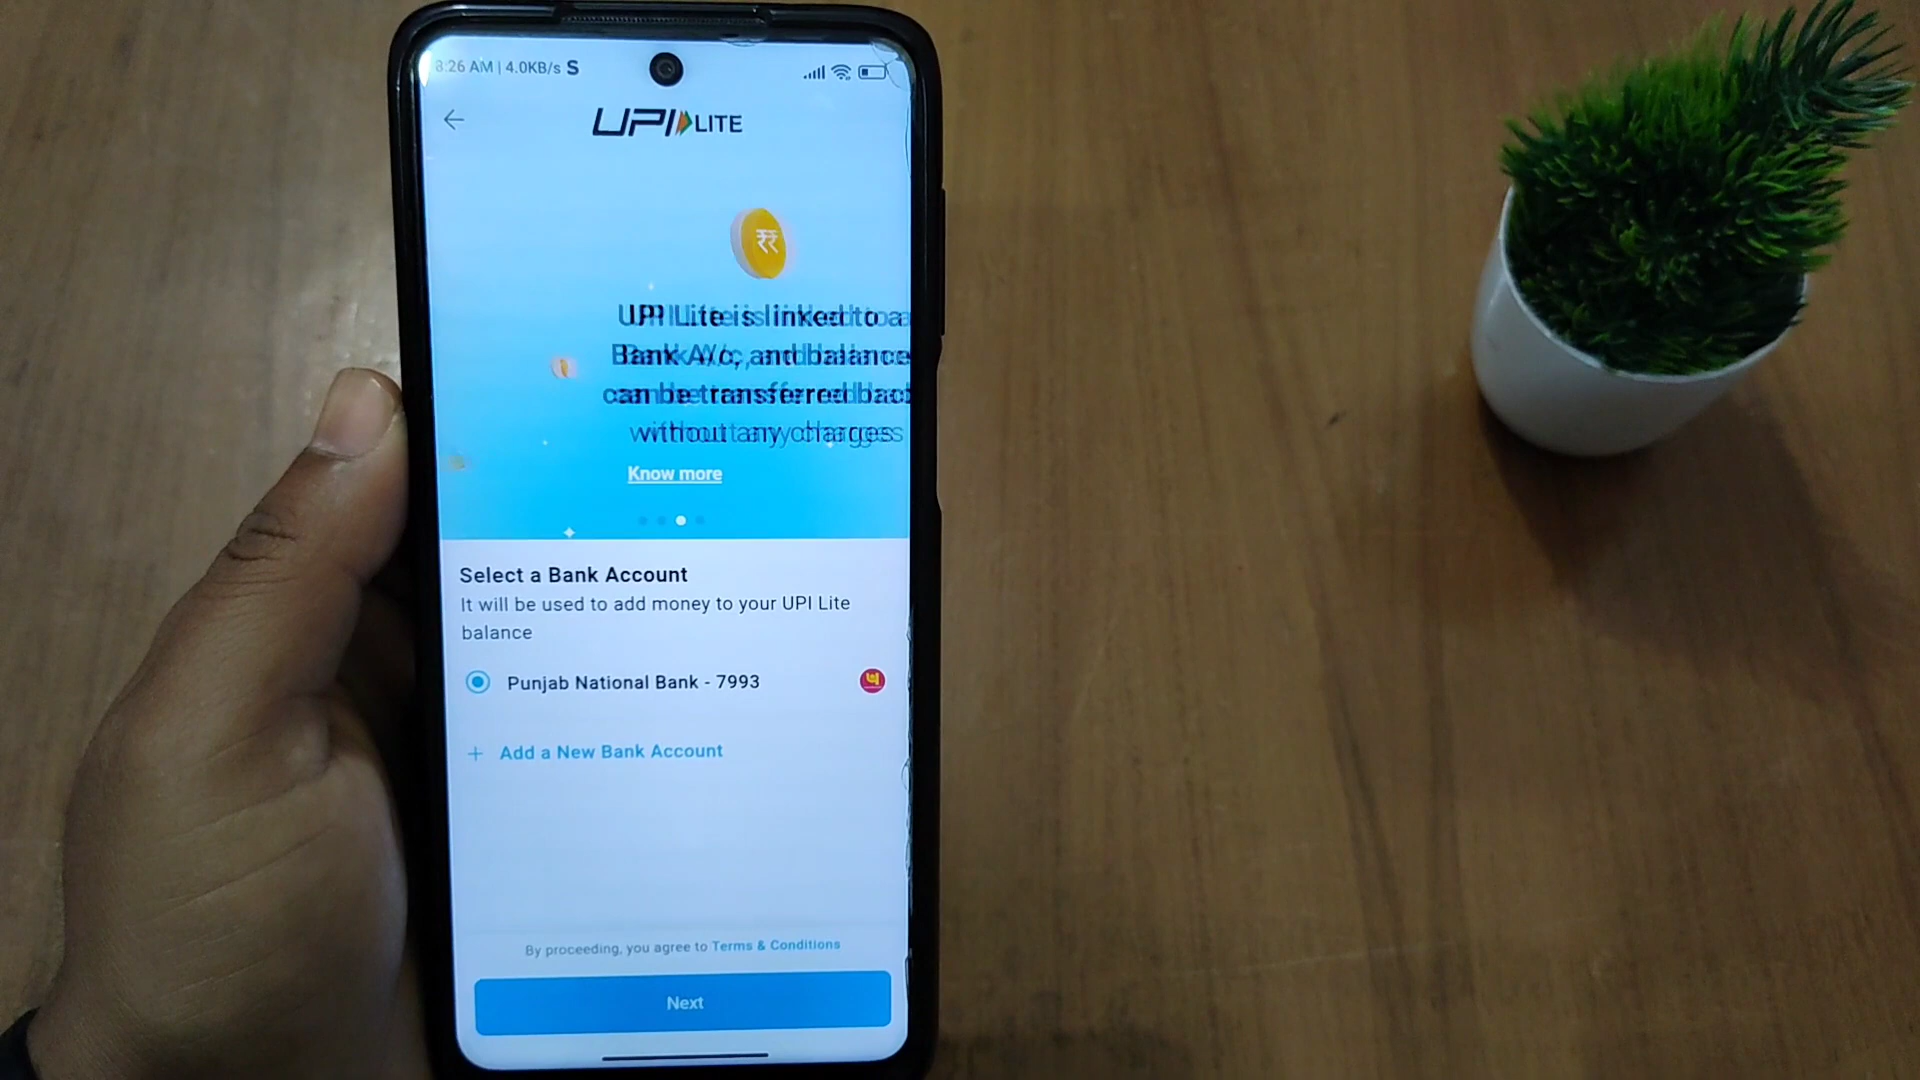 8:26 AM | 4.0KB/s S
UPI LITE
₹
UPI Lite is linked to a
Bank A/c, and balance
can be transferred back
without any charges
Know more
Select a Bank Account
It will be used to add money to your UPI Lite
balance
Punjab National Bank - 7993
+ Add a New Bank Account
By proceeding, you agree to Terms & Conditions
Next